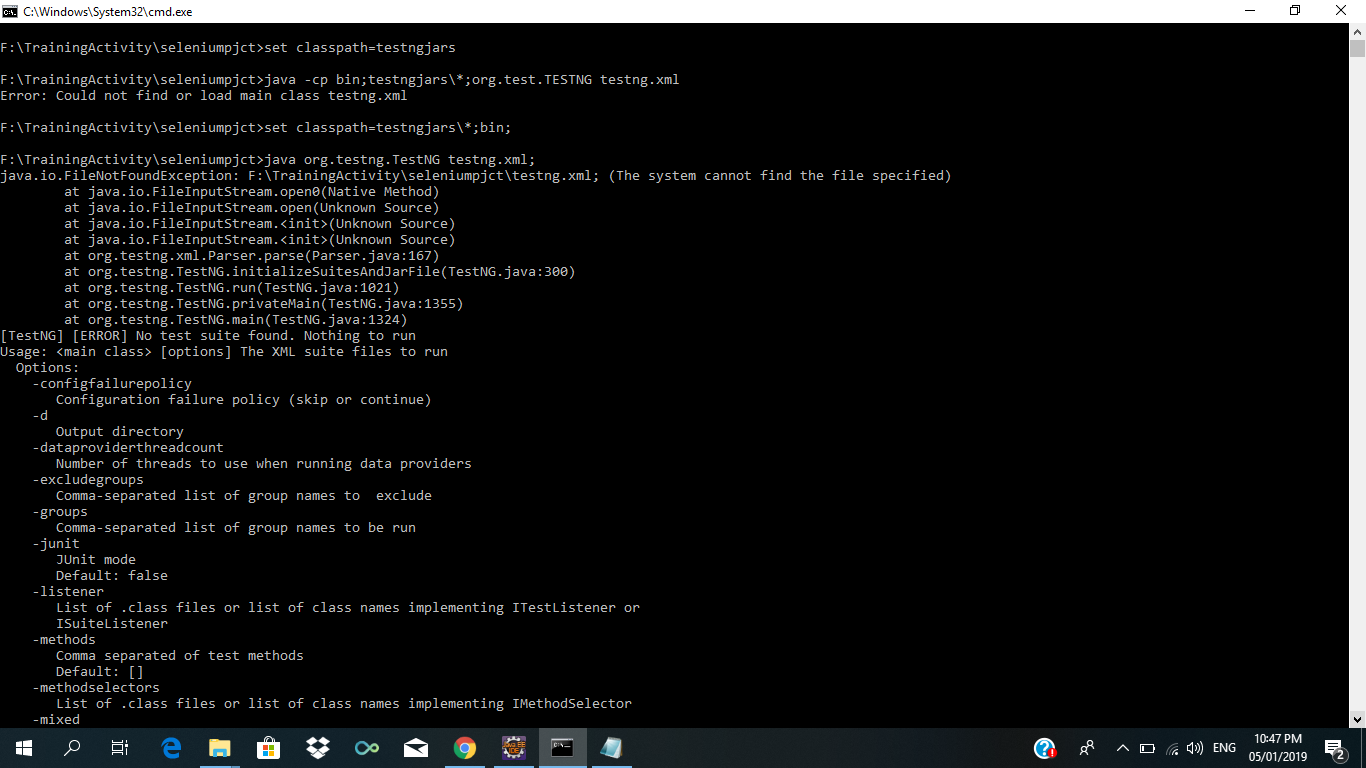 C:\Windows\System32\cmd.exe
F:\TrainingActivity\seleniumpjct>set classpath=testngjars
F:\TrainingActivity\seleniumpjct>java -cp bin;testngjars\*;org.test.TESTNG testng.xml
Error: Could not find or load main class testng.xml
F:\TrainingActivity\seleniumpjct>set classpath=testngjars\*;bin;
F:\TrainingActivity\seleniumpjct>java org.testng.TestNG testng.xml;
java.io.FileNotFoundException: F:\TrainingActivity\seleniumpjct\testng.xml; (The system cannot find the file specified)
at java.io.FileInputStream.open0(Native Method)
at java.io.FileInputStream.open(Unknown Source)
at java.io.FileInputStream.<init>(Unknown Source)
at java.io.FileInputStream.<init>(Unknown Source)
at org.testng.xml.Parser.parse(Parser.java:167)
at org.testng.TestNG.initializeSuitesAndJarFile(TestNG.java:300)
at org.testng.TestNG.run(TestNG.java:1021)
at org.testng.TestNG.privateMain(TestNG.java:1355)
at org.testng.TestNG.main(TestNG.java:1324)
[TestNG] [ERROR] No test suite found. Nothing to run
Usage: <main class> [options] The XML suite files to run
Options:
-configfailurepolicy
Configuration failure policy (skip or continue)
-d
Output directory
-dataproviderthreadcount
Number of threads to use when running data providers
-excludegroups
Comma-separated list of group names to  exclude
-groups
Comma-separated list of group names to be run
-junit
JUnit mode
Default: false
-listener
List of .class files or list of class names implementing ITestListener or
ISuiteListener
-methods
Comma separated of test methods
Default: []
-methodselectors
List of .class files or list of class names implementing IMethodSelector
-mixed
ENG
10:47 PM
05/01/2019
2